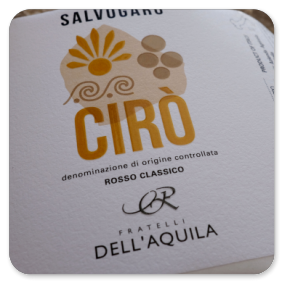 SALVOGARO
CIRÒ
denominazione di origine controllata
ROSSO CLASSICO
FRATELLI
DELL'AQUILA